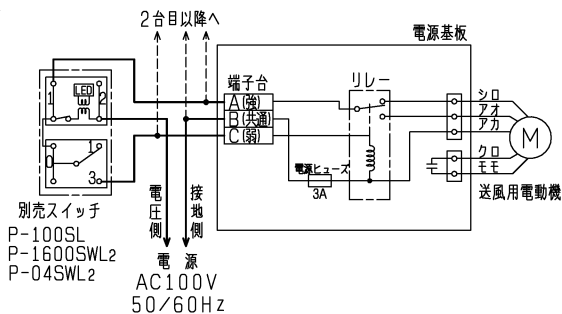 2台目以降へ
電源基板
端子台
リレー
LED
1
2
A(強)
B(共通)
C(弱)
シロ
アオ
アカ
M
クロ
モモ
0
1
3
電源ヒューズ
3A
送風用電動機
別売スイッチ
P-100SL
P-1600SWL2
P-04SWL2
電圧側
接地側
電源
AC100V
50/60Hz